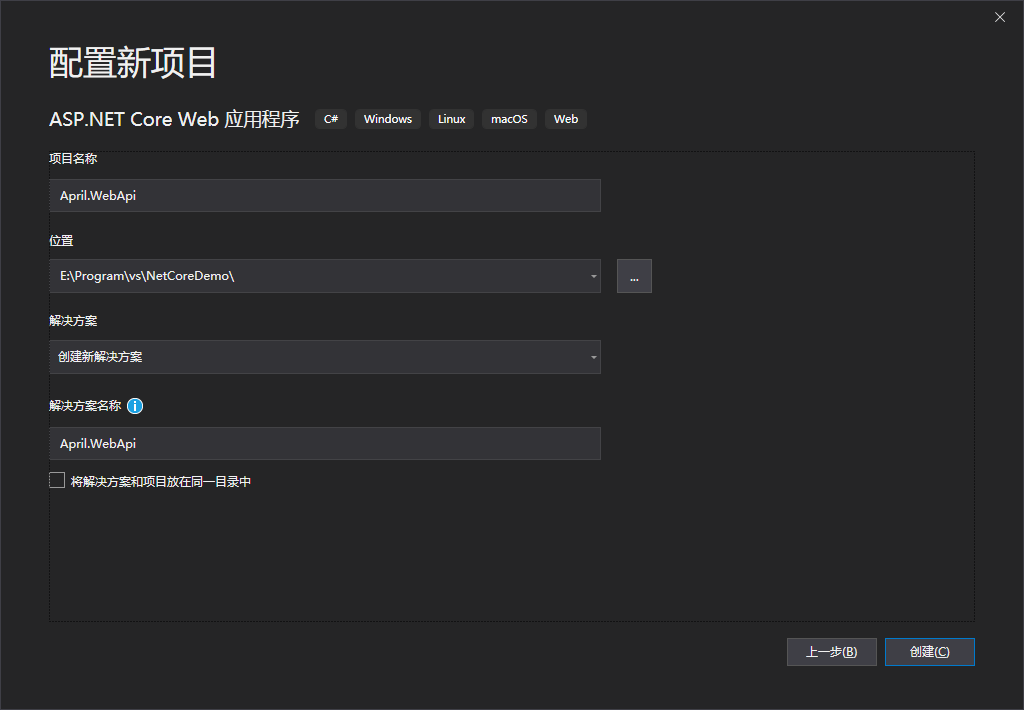 配置新项目
ASP.NET Core Web 应用程序 C# Windows Linux macOS Web
项目名称
April.WebApi
位置
E:\Program\vs\NetCoreDemo\ ...
解决方案
创建新解决方案
解决方案名称
April.WebApi
将解决方案和项目放在同一目录中
上一步(B) 创建(C)